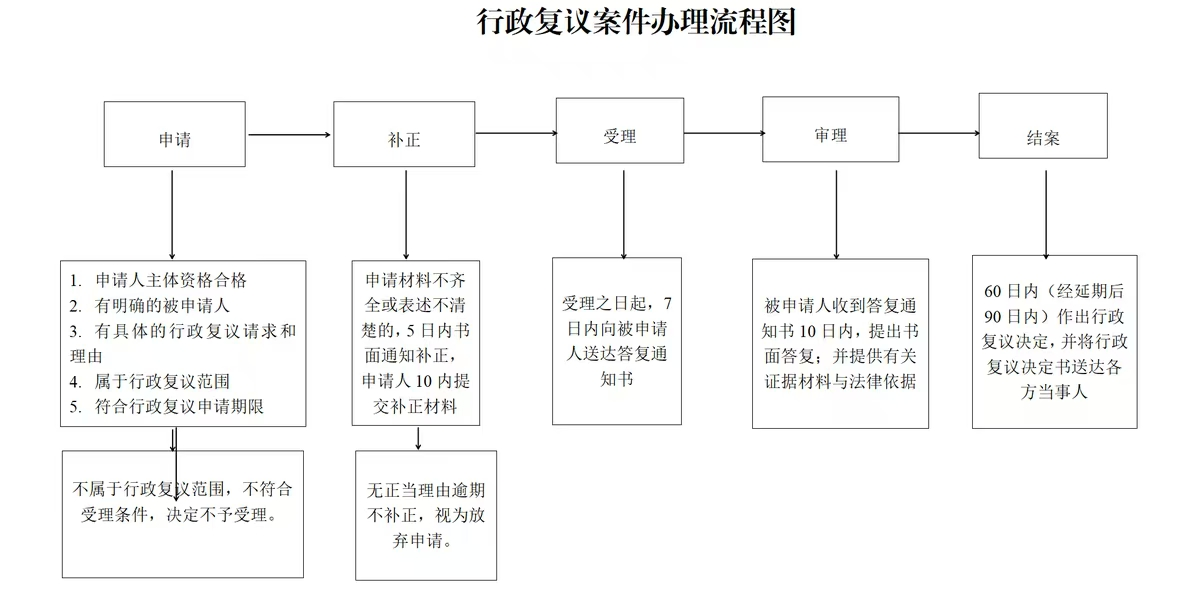 行政复议案件办理流程图
申请
补正
受理
审理
结案
1. 申请人主体资格合格
2. 有明确的被申请人
3. 有具体的行政复议请求和
理由
4. 属于行政复议范围
5. 符合行政复议申请期限
申请材料不齐
全或表述不清
楚的，5 日内书
面通知补正，
申请人 10 内提
交补正材料
受理之日起，7
日内向被申请
人送达答复通
知书
被申请人收到答复通
知书 10 日内，提出书
面答复；并提供有关
证据材料与法律依据
60 日内（经延期后
90 日内）作出行政
复议决定，并将行政
复议决定书送达各
方当事人
不属于行政复议范围，不符合
受理条件，决定不予受理。
无正当理由逾期
不补正，视为放
弃申请。